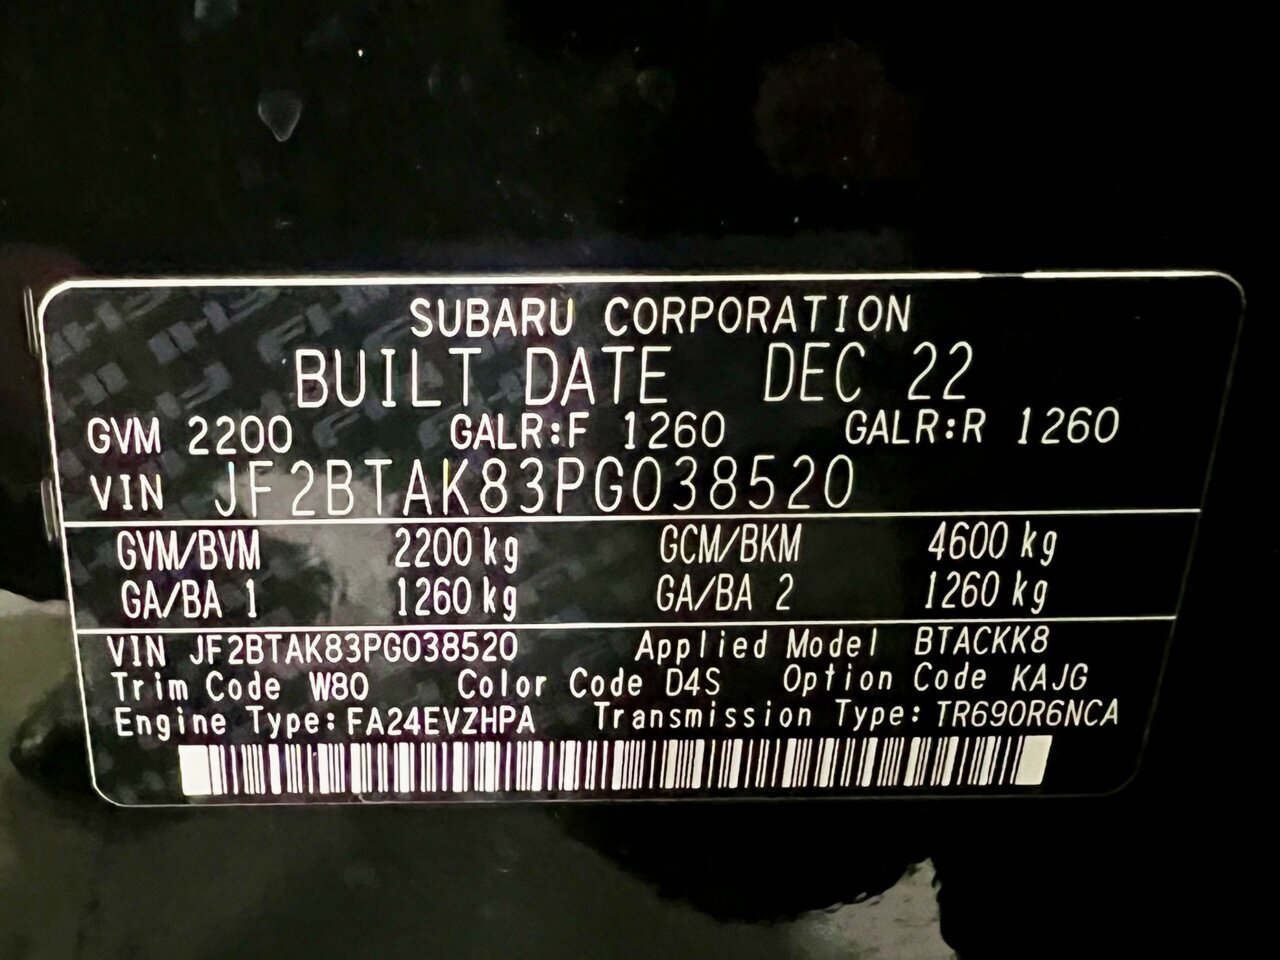 SUBARU CORPORATION
BUILT DATE DEC 22
GVM 2200 GALR:F 1260 GALR:R 1260
VIN JF2BTAK83PG038520
GVM/BVM 2200 kg GCM/BKM 4600 kg
GA/BA 1 1260 kg GA/BA 2 1260 kg
VIN JF2BTAK83PG038520 Applied Model BTACKK8
Trim Code W80 Color Code D4S Option Code KAJG
Engine Type:FA24EVZHPA Transmission Type:TR690R6NCA